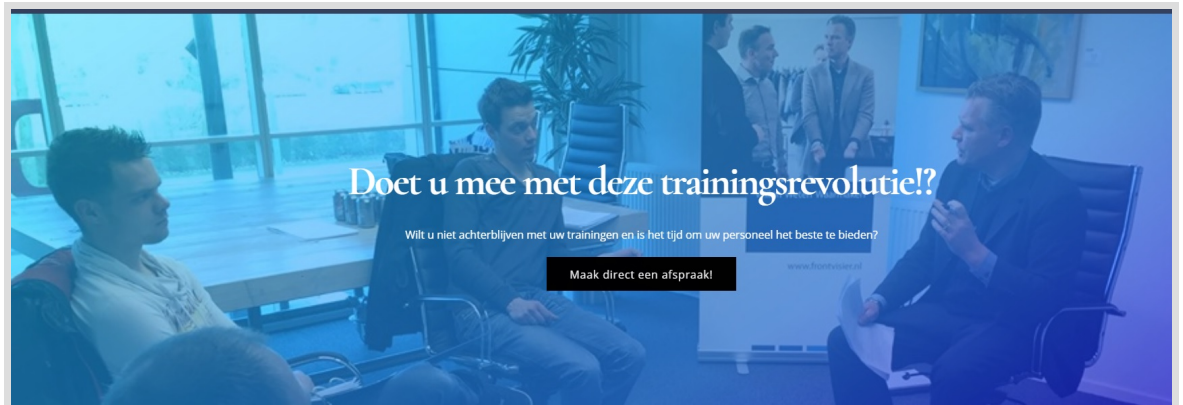 Doet u mee met deze trainingsrevolutie!?
Wilt u niet achterblijven met uw trainingen en is het tijd om uw personeel het beste te bieden?
Maak direct een afspraak!
www.frontvisier.nl